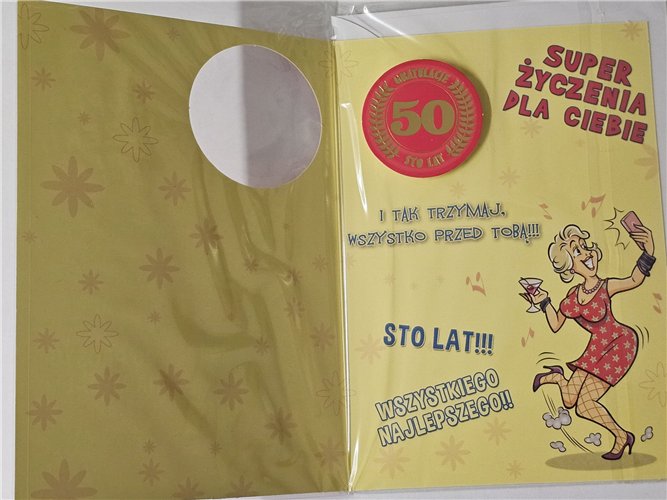 GRATULACJE
50
STO LAT
SUPER
ŻYCZENIA
DLA CIEBIE
I TAK TRZYMAJ,
WSZYSTKO PRZED TOBĄ!!!
STO LAT!!!
WSZYSTKIEGO
NAJLEPSZEGO!!